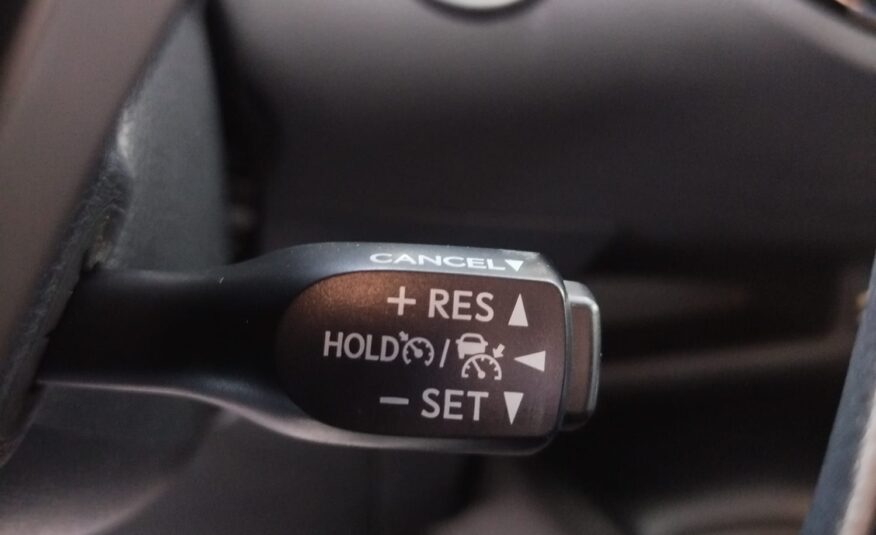 CANCEL▼
+ RES ▲
HOLD / ◀
− SET ▼